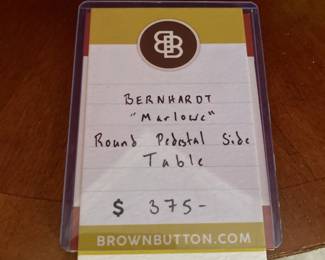 BB
BERNHARDT
"Marlowe"
Round Pedestal Side
Table
$ 375-
BROWNBUTTON.COM